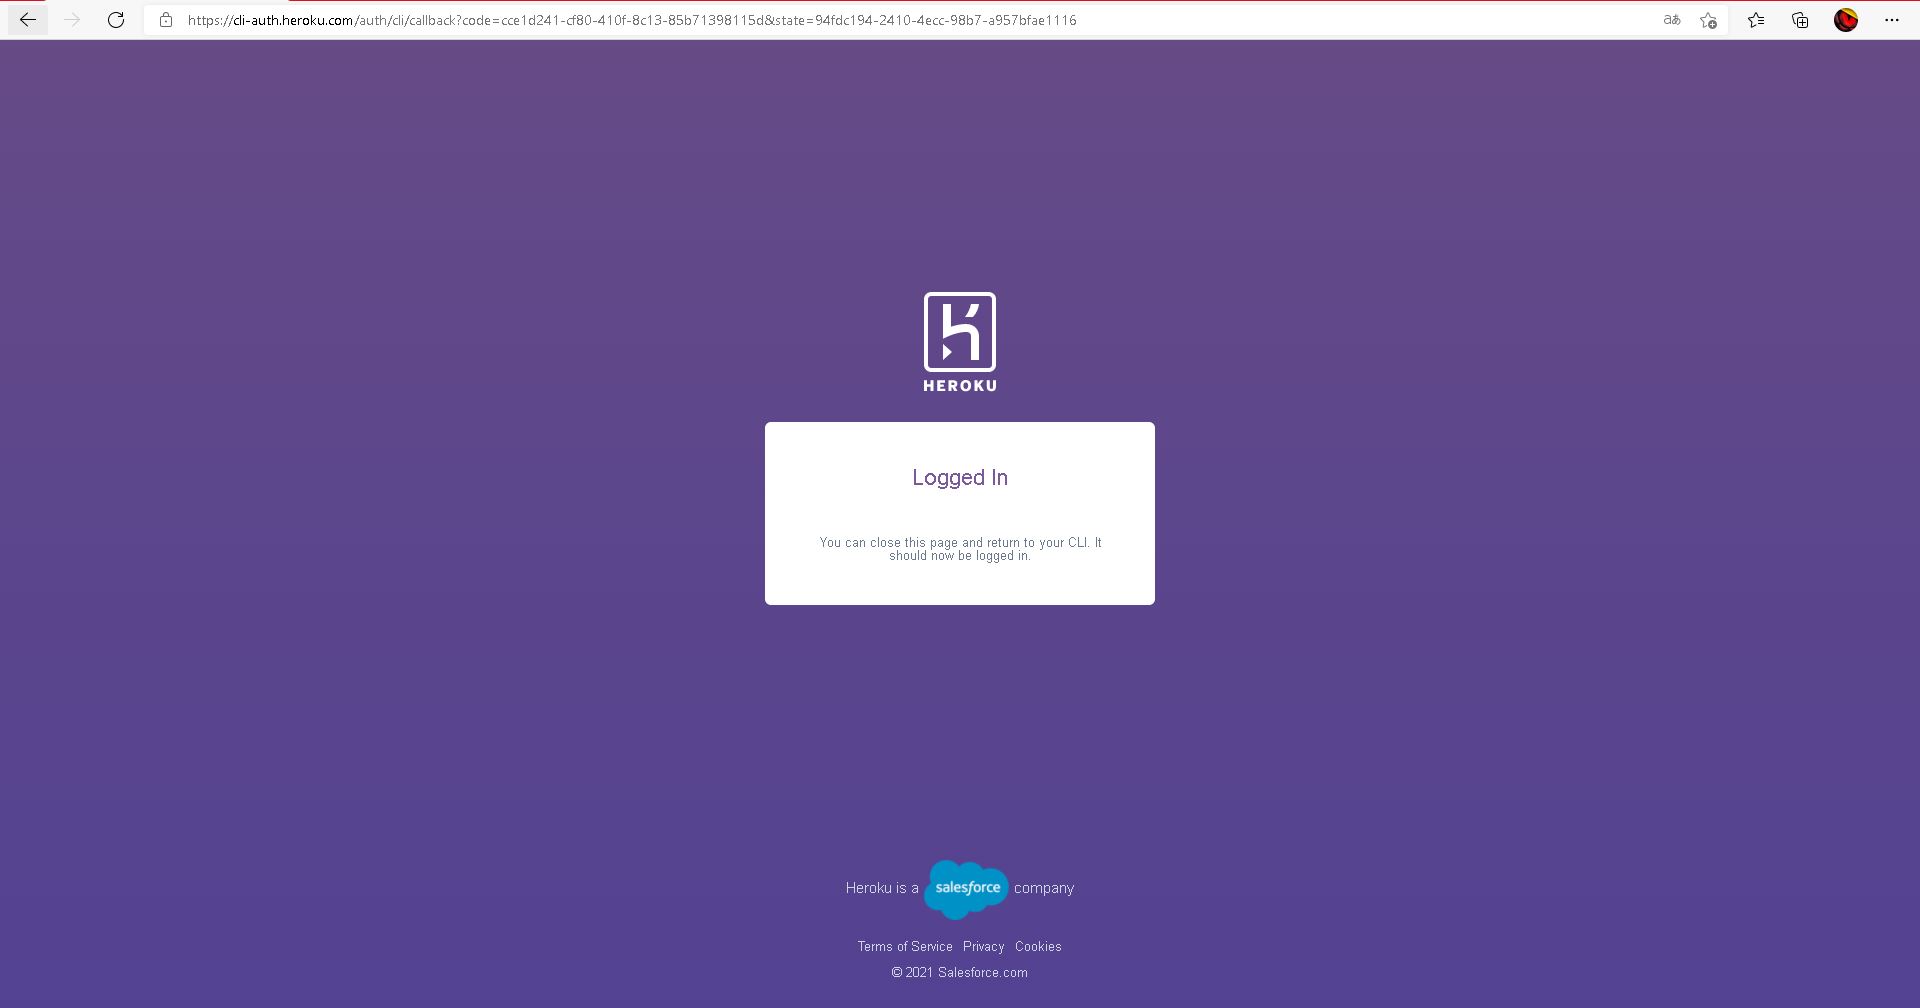 https://cli-auth.heroku.com/auth/cli/callback?code=cce1d241-cf80-410f-8c13-85b71398115d&state=94fdc194-2410-4ecc-98b7-a957bfae1116
aあ
HEROKU
Logged In
You can close this page and return to your CLI. It
should now be logged in.
Heroku is a salesforce company
Terms of Service Privacy Cookies
© 2021 Salesforce.com